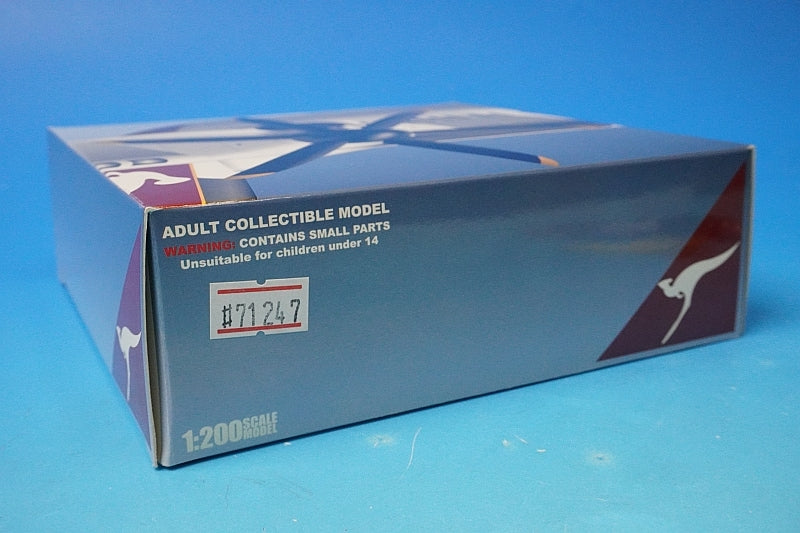 ADULT COLLECTIBLE MODEL
WARNING: CONTAINS SMALL PARTS
Unsuitable for children under 14
#71247
1:200 SCALE
MODEL